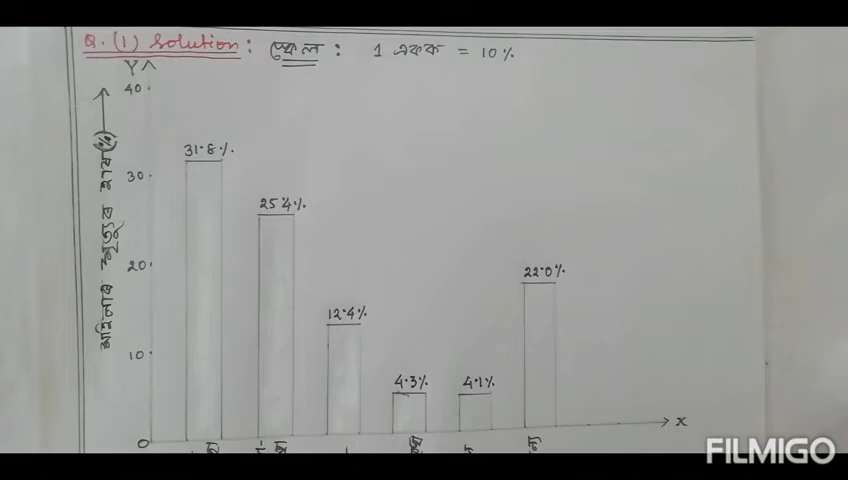 Q. (1) Solution: স্কেল : 1 একক = 10%
Y
40
31.8%
30
25.4%
22.0%
20
12.4%
10
4.3% 4.1%
0
X
মহিলাৰ মৃত্যুৰ হাৰ(%)
FILMIGO